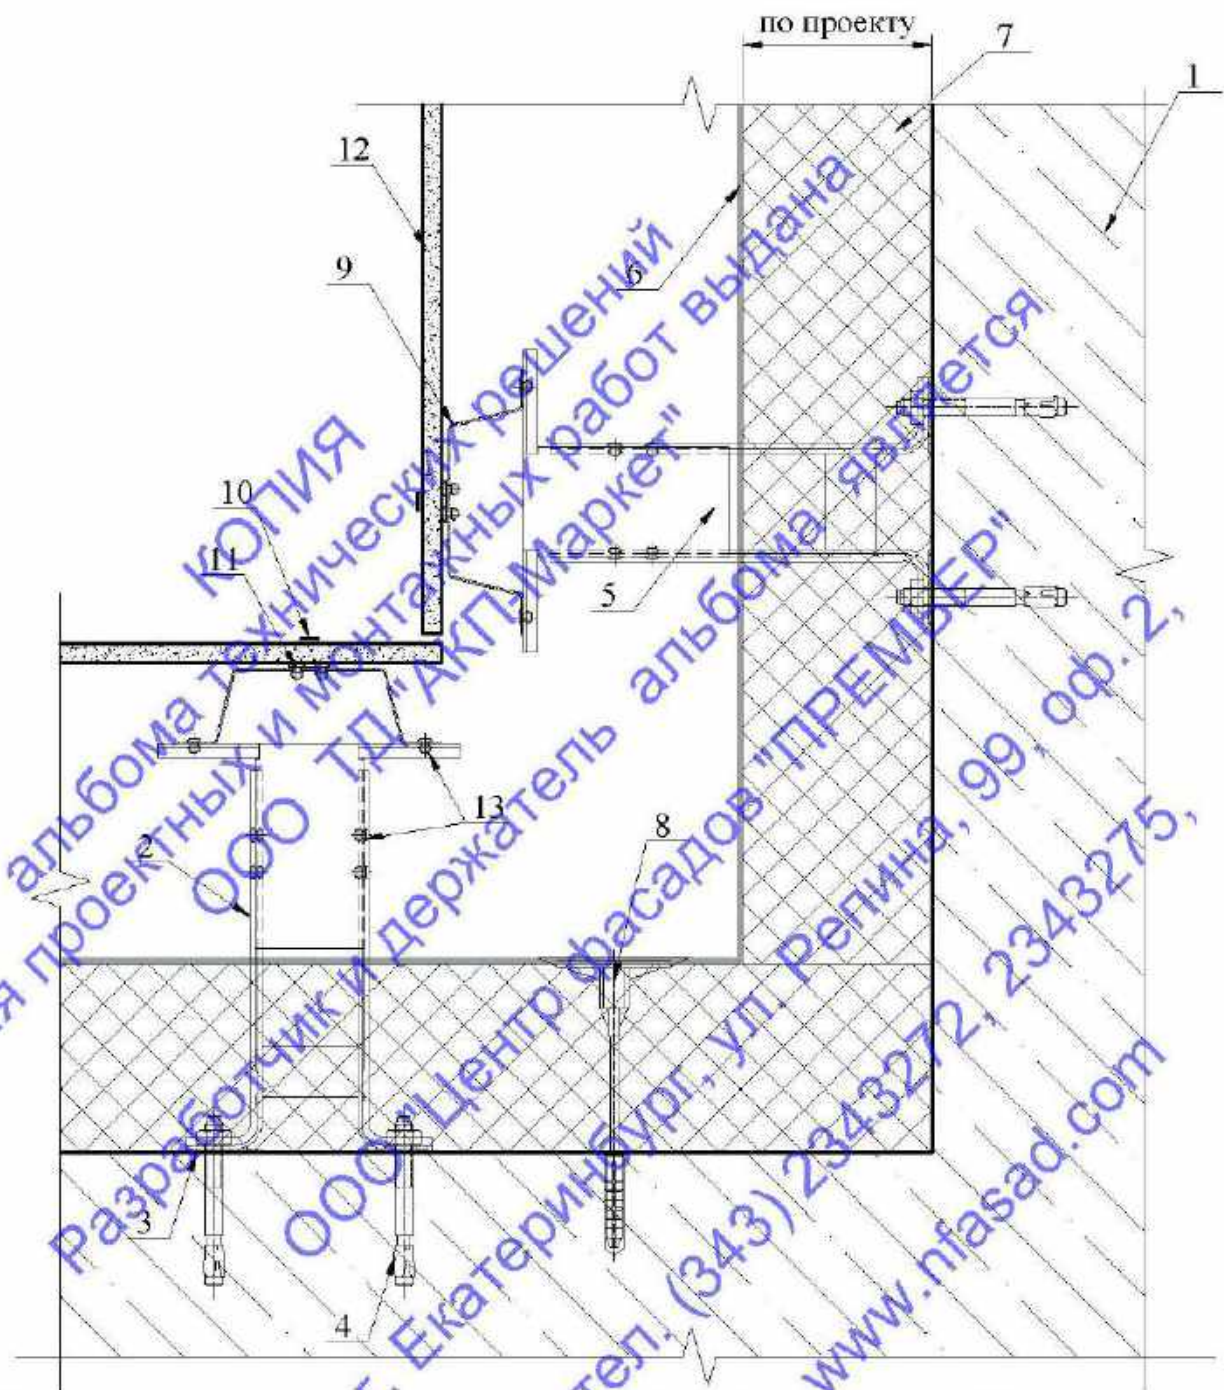 по проекту
7
1
12
6
9
10
11
5
13
2
8
3
4
КОПИЯ
альбома технических решений
я проектных и монтажных работ выдана
ООО ТД "АКП-Маркет"
Разработчик и держатель альбома является
ООО "Центр фасадов "ПРЕМЬЕР"
г. Екатеринбург, ул. Репина, 99, оф. 2,
тел. (343) 2343272, 2343275,
www.nfasad.com